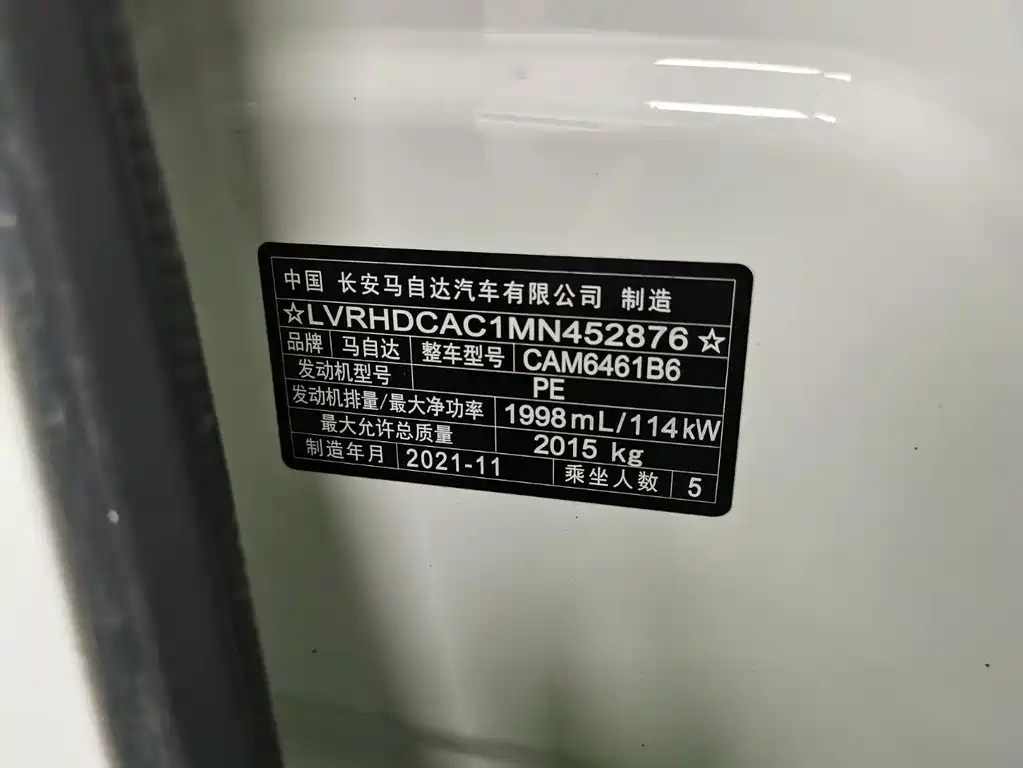 中国 长安马自达汽车有限公司 制造
☆LVRHDCAC1MN452876☆
品牌 马自达 整车型号 CAM6461B6
发动机型号 PE
发动机排量/最大净功率 1998mL/114kW
最大允许总质量 2015 kg
制造年月 2021-11 乘坐人数 5